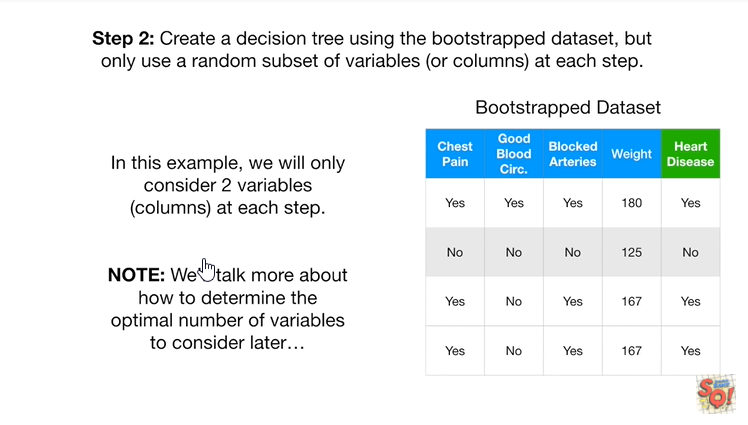 Step 2: Create a decision tree using the bootstrapped dataset, but
only use a random subset of variables (or columns) at each step.
In this example, we will only
consider 2 variables
(columns) at each step.
NOTE: We talk more about
how to determine the
optimal number of variables
to consider later…
Bootstrapped Dataset
Chest Pain Good Blood Circ. Blocked Arteries Weight Heart Disease
Yes Yes Yes 180 Yes
No No No 125 No
Yes No Yes 167 Yes
Yes No Yes 167 Yes
SQ!